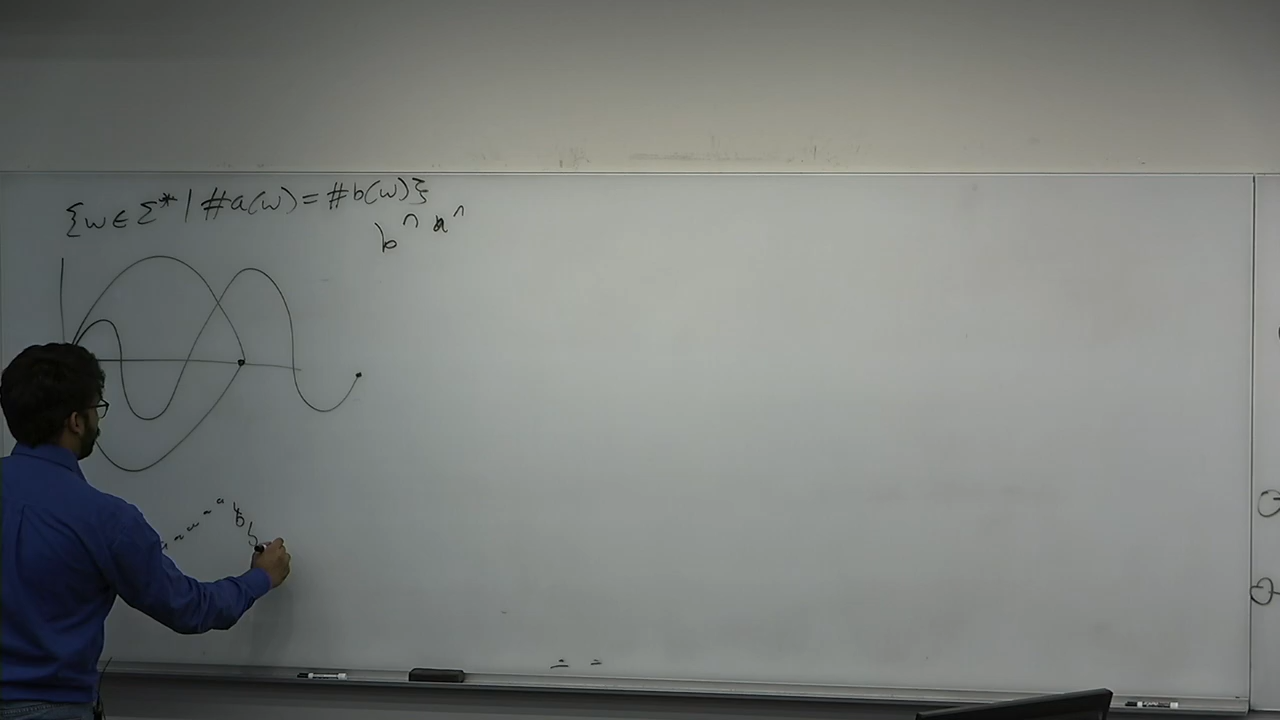 {w ∈ Σ* | #a(w) = #b(w)}
bⁿ aⁿ
a
b
b